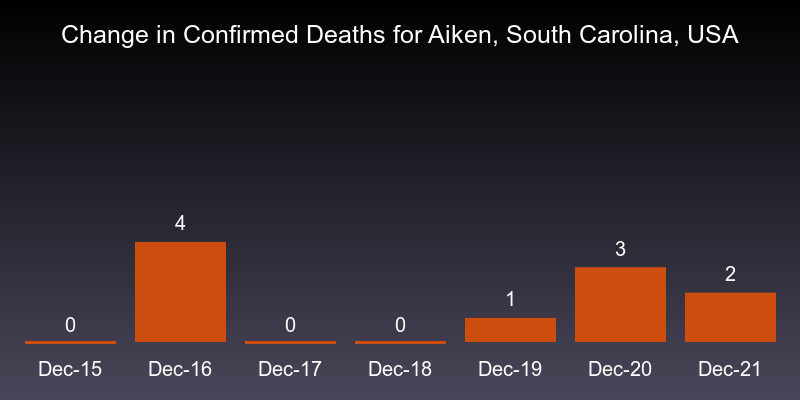 Change in Confirmed Deaths for Aiken, South Carolina, USA
4
3
2
1
0 0 0
Dec-15 Dec-16 Dec-17 Dec-18 Dec-19 Dec-20 Dec-21